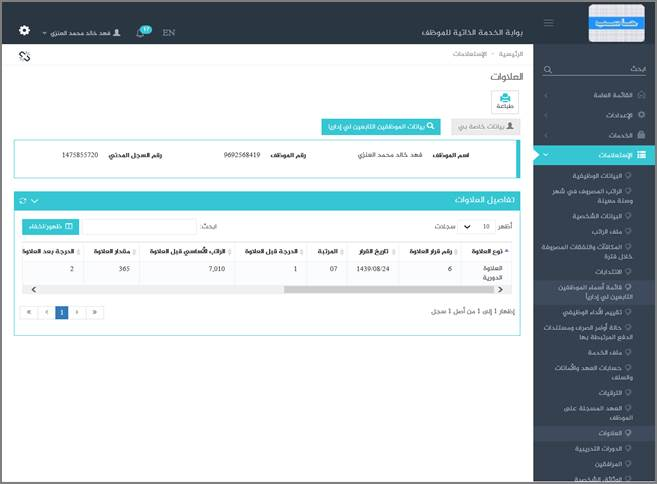 حاسب
بوابة الخدمة الذاتية للموظف
EN
17
فهد خالد محمد العنزي
ابحث
القائمة العامة
الإعدادات
الخدمات
الإستعلامات
البيانات الوظيفية
الراتب المصروف في شهر
وسنة معينة
البيانات الشخصية
ملف الراتب
المكافآت والنفقات المصروفة
خلال فترة
الانتدابات
قائمة أسماء الموظفين
التابعين لي إداريا
تقييم الأداء الوظيفي
حالة أوامر الصرف ومستندات
الدفع المرتبطة بها
ملف الخدمة
حسابات العهد والأمانات
والسلف
الترقيات
العهد المسجلة على
الموظف
العلاوات
الدورات التدريبية
المرافقين
الوثائق الشخصية
الرئيسية - الإستعلامات
العلاوات
طباعة
بيانات خاصة بي
بيانات الموظفين التابعين لي إداريا
اسم الموظف فهد خالد محمد العنزي رقم الموظف 9692568419 رقم السجل المدني 1475855720
تفاصيل العلاوات
أظهر 10 سجلات ابحث: ظهور/اخفاء
نوع العلاوة رقم قرار العلاوة تاريخ القرار المرتبة الدرجة قبل العلاوة الراتب الأساسي قبل العلاوة مقدار العلاوة الدرجة بعد العلاوة
العلاوة الدورية 6 1439/08/24 07 1 7,010 365 2
إظهار 1 إلى 1 من أصل 1 سجل
« ‹ 1 › »